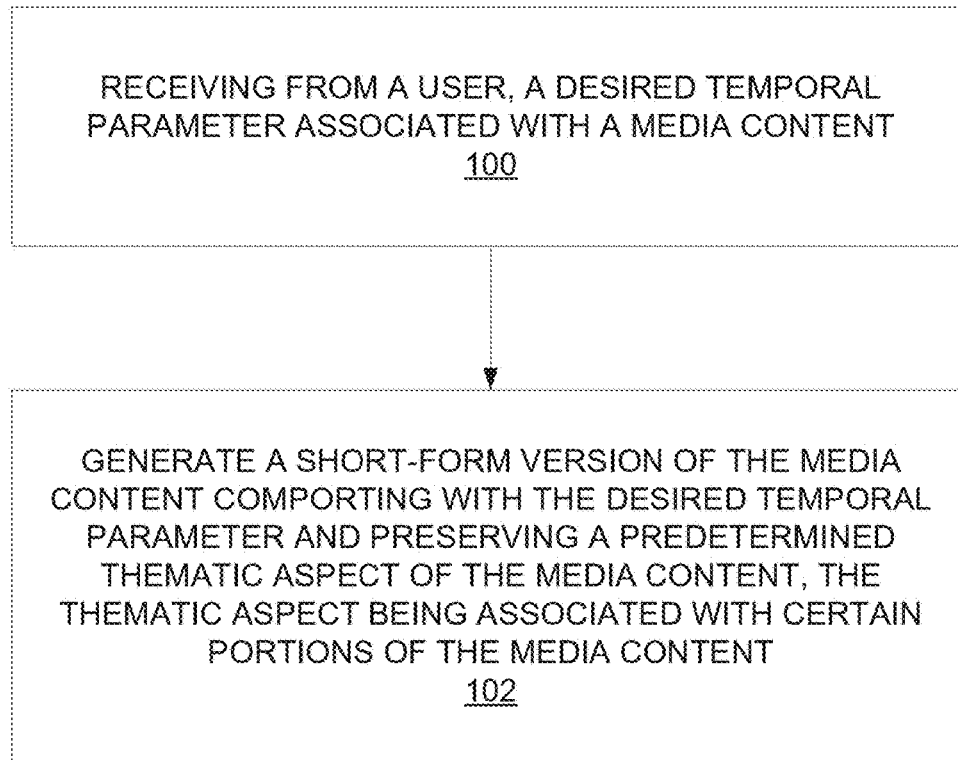 RECEIVING FROM A USER, A DESIRED TEMPORAL
PARAMETER ASSOCIATED WITH A MEDIA CONTENT
100
GENERATE A SHORT-FORM VERSION OF THE MEDIA
CONTENT COMPORTING WITH THE DESIRED TEMPORAL
PARAMETER AND PRESERVING A PREDETERMINED
THEMATIC ASPECT OF THE MEDIA CONTENT, THE
THEMATIC ASPECT BEING ASSOCIATED WITH CERTAIN
PORTIONS OF THE MEDIA CONTENT
102